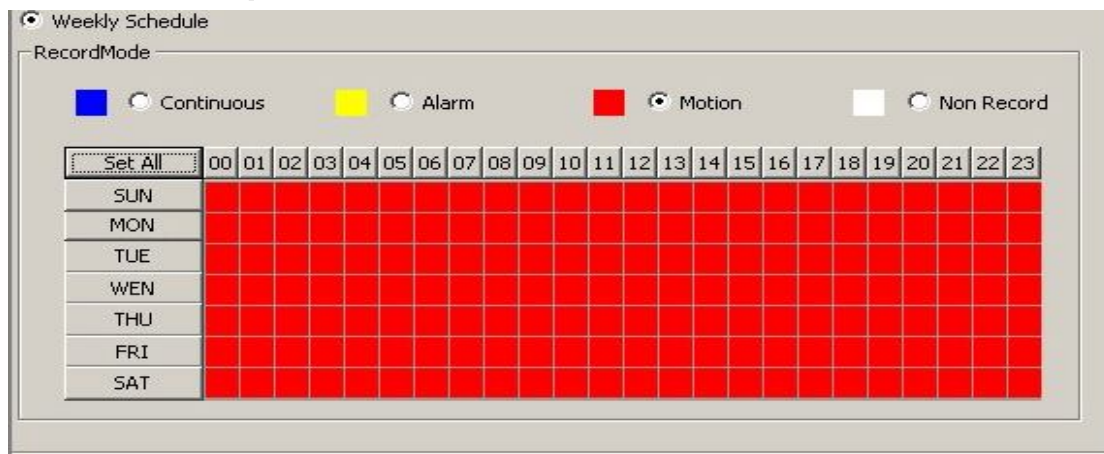 Weekly Schedule
RecordMode
Continuous Alarm Motion Non Record
Set All 00 01 02 03 04 05 06 07 08 09 10 11 12 13 14 15 16 17 18 19 20 21 22 23
SUN
MON
TUE
WEN
THU
FRI
SAT